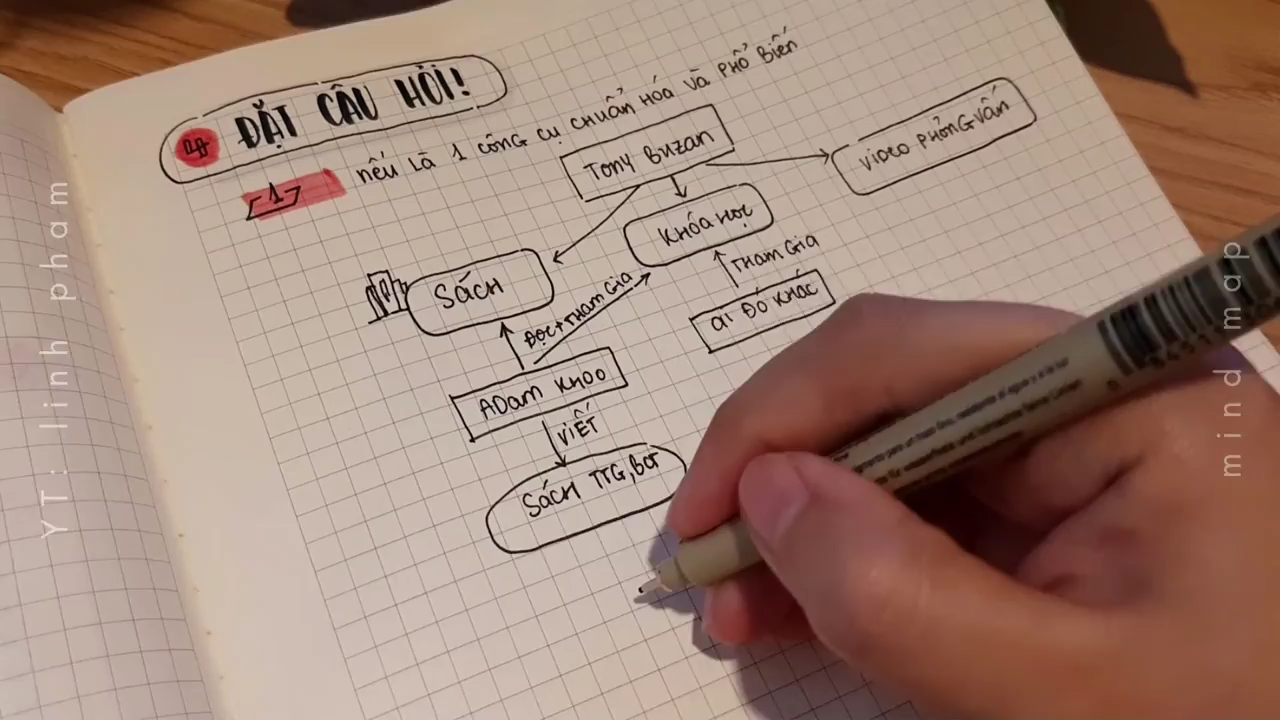 ĐẶT CÂU HỎI!
1
nếu là 1 công cụ chuẩn hóa và phổ biến
Tony Buzan
VIDEO PHỎNG VẤN
KHÓA HỌC
THAM GIA
SÁCH
ĐỌC+THAM GIA
AI ĐÓ KHÁC
ADAM KHOO
VIẾT
SÁCH TTG, BCT
YT: linh pham
mind map